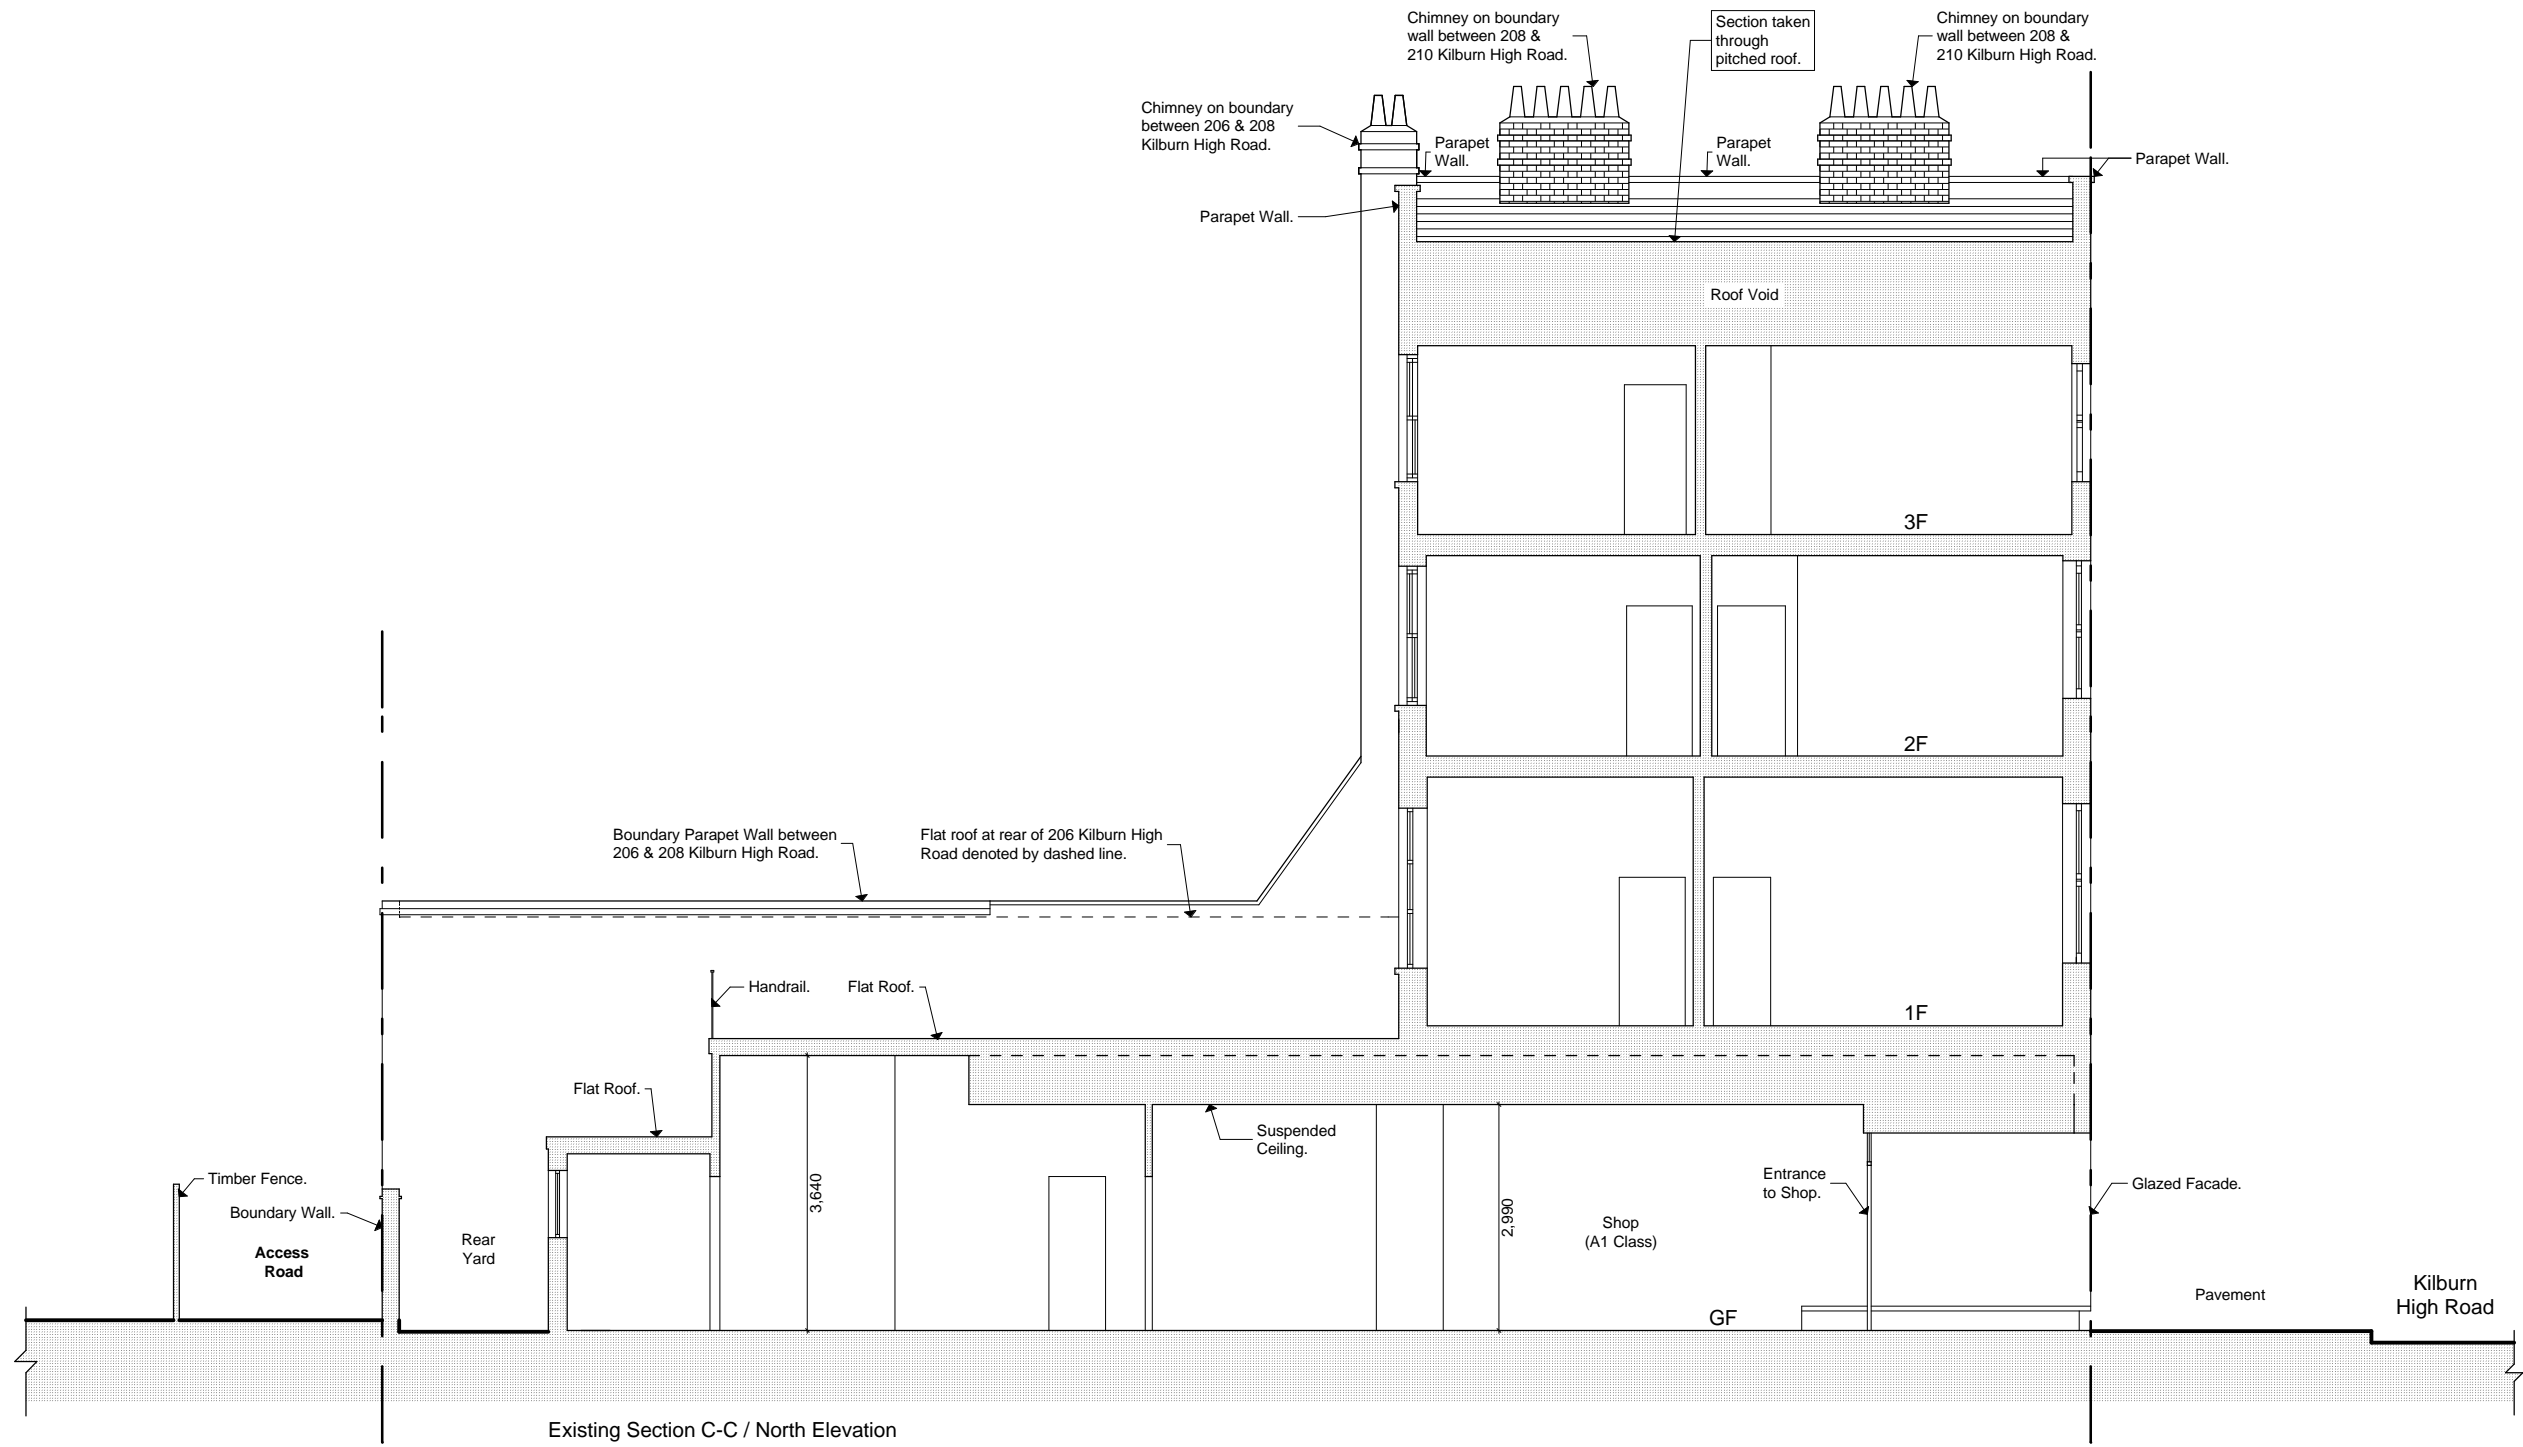 Chimney on boundary
wall between 208 &
210 Kilburn High Road.
Section taken
through
pitched roof.
Chimney on boundary
wall between 208 &
210 Kilburn High Road.
Chimney on boundary
between 206 & 208
Kilburn High Road.
Parapet
Wall.
Parapet
Wall.
Parapet Wall.
Parapet Wall.
Roof Void
3F
2F
Boundary Parapet Wall between
206 & 208 Kilburn High Road.
Flat roof at rear of 206 Kilburn High
Road denoted by dashed line.
Handrail.
Flat Roof.
1F
Flat Roof.
Suspended
Ceiling.
Timber Fence.
Boundary Wall.
Access
Road
Rear
Yard
3,640
2,990
Shop
(A1 Class)
Entrance
to Shop.
Glazed Facade.
GF
Pavement
Kilburn
High Road
Existing Section C-C / North Elevation